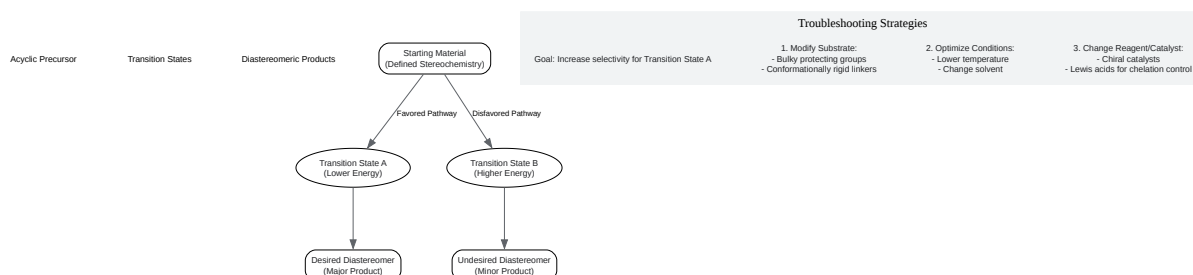 Troubleshooting Strategies
Acyclic Precursor
Transition States
Diastereomeric Products
Starting Material
(Defined Stereochemistry)
Goal: Increase selectivity for Transition State A
1. Modify Substrate:
- Bulky protecting groups
- Conformationally rigid linkers
2. Optimize Conditions:
- Lower temperature
- Change solvent
3. Change Reagent/Catalyst:
- Chiral catalysts
- Lewis acids for chelation control
Favored Pathway
Disfavored Pathway
Transition State A
(Lower Energy)
Transition State B
(Higher Energy)
Desired Diastereomer
(Major Product)
Undesired Diastereomer
(Minor Product)